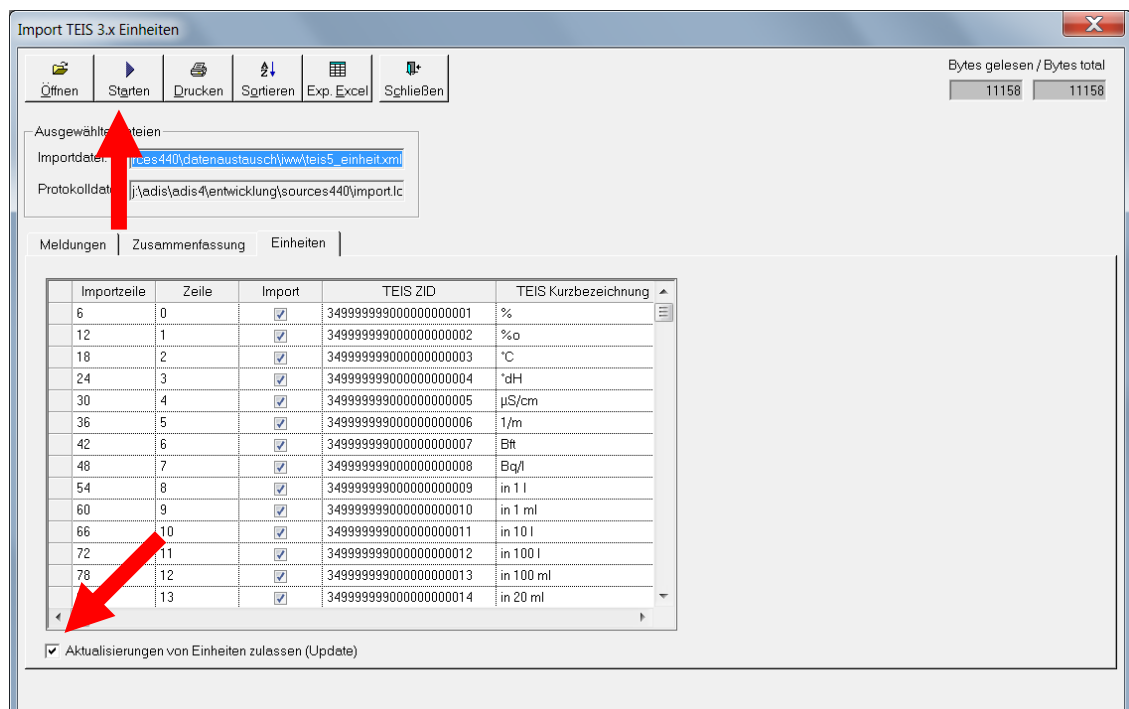 Import TEIS 3.x Einheiten
Öffnen Starten Drucken Sortieren Exp. Excel Schließen
Bytes gelesen / Bytes total
11158 11158
Importdatei: rces440\datenaustausch\iww\teis5_einheit.xml
j:\adis\adis4\entwicklung\sources440\import.lc
Meldungen Zusammenfassung Einheiten
Importzeile Zeile Import TEIS ZID TEIS Kurzbezeichnung
6 0 349999999000000000001 %
12 1 349999999000000000002 %o
18 2 349999999000000000003 °C
24 3 349999999000000000004 °dH
30 4 349999999000000000005 µS/cm
36 5 349999999000000000006 1/m
42 6 349999999000000000007 Bft
48 7 349999999000000000008 Bq/l
54 8 349999999000000000009 in 1 l
60 9 349999999000000000010 in 1 ml
66 10 349999999000000000011 in 10 l
72 11 349999999000000000012 in 100 l
78 12 349999999000000000013 in 100 ml
13 349999999000000000014 in 20 ml
Aktualisierungen von Einheiten zulassen (Update)